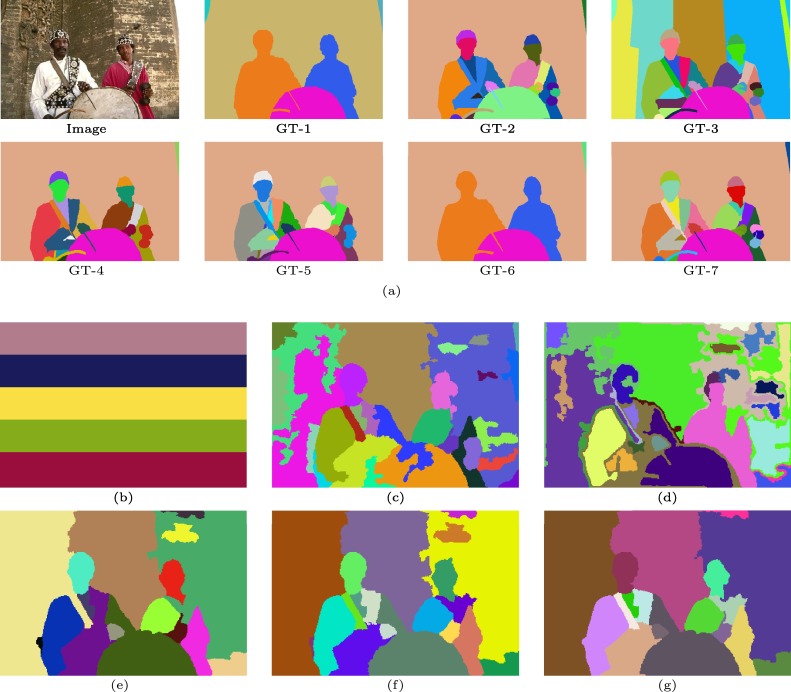 Image
GT-1
GT-2
GT-3
GT-4
GT-5
GT-6
GT-7
(a)
(b)
(c)
(d)
(e)
(f)
(g)